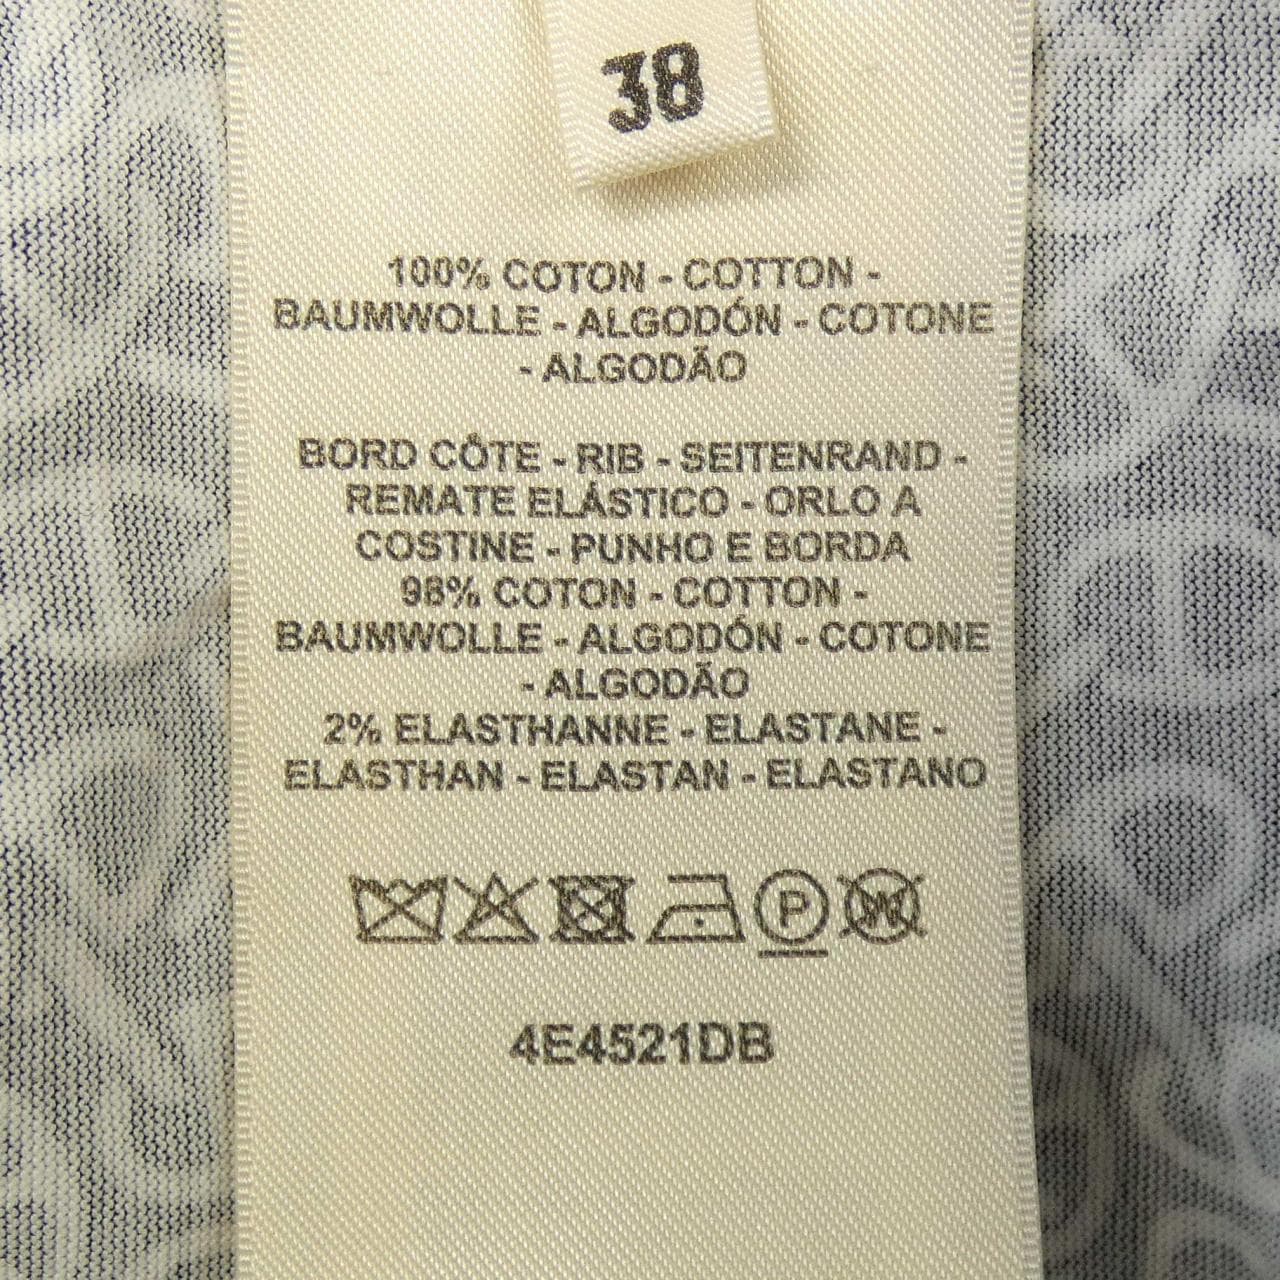 38
100% COTON - COTTON -
BAUMWOLLE - ALGODÓN - COTONE
- ALGODÃO
BORD CÔTE - RIB - SEITENRAND -
REMATE ELÁSTICO - ORLO A
COSTINE - PUNHO E BORDA
98% COTON - COTTON -
BAUMWOLLE - ALGODÓN - COTONE
- ALGODÃO
2% ELASTHANNE - ELASTANE -
ELASTHAN - ELASTAN - ELASTANO
P W
4E4521DB